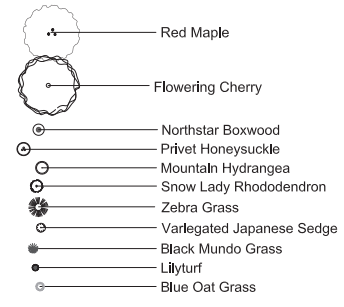 Red Maple
Flowering Cherry
Northstar Boxwood
Privet Honeysuckle
Mountain Hydrangea
Snow Lady Rhododendron
Zebra Grass
Varlegated Japanese Sedge
Black Mundo Grass
Lilyturf
Blue Oat Grass